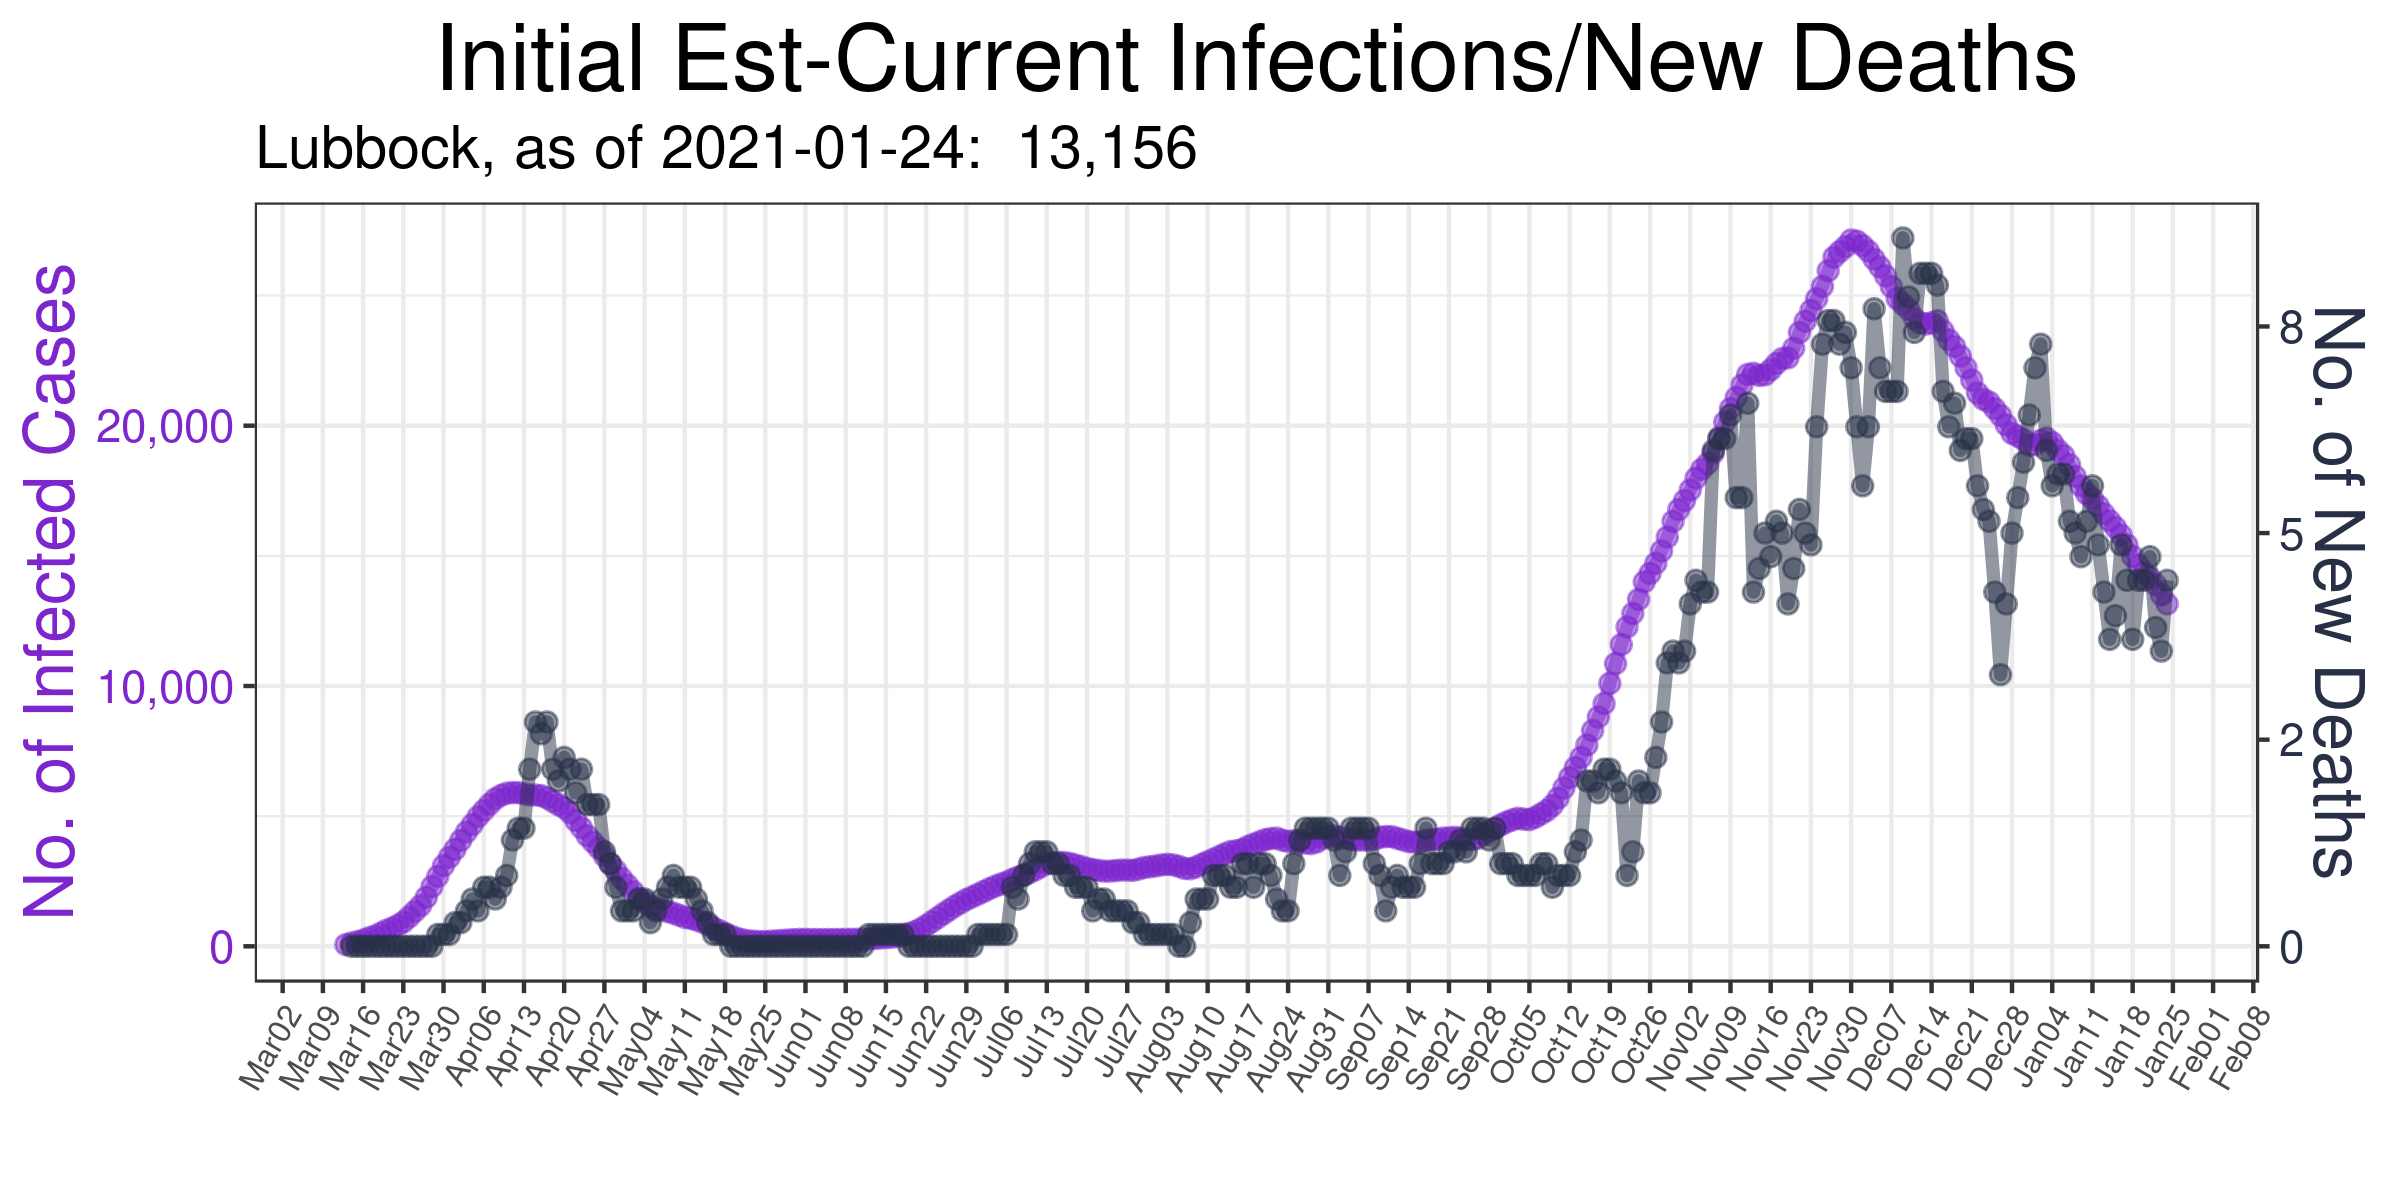 Initial Est-Current Infections/New Deaths
Lubbock, as of 2021-01-24: 13,156
No. of Infected Cases
20,000
10,000
0
No. of New Deaths
8
5
2
0
Mar02
Mar09
Mar16
Mar23
Mar30
Apr06
Apr13
Apr20
Apr27
May04
May11
May18
May25
Jun01
Jun08
Jun15
Jun22
Jun29
Jul06
Jul13
Jul20
Jul27
Aug03
Aug10
Aug17
Aug24
Aug31
Sep07
Sep14
Sep21
Sep28
Oct05
Oct12
Oct19
Oct26
Nov02
Nov09
Nov16
Nov23
Nov30
Dec07
Dec14
Dec21
Dec28
Jan04
Jan11
Jan18
Jan25
Feb01
Feb08